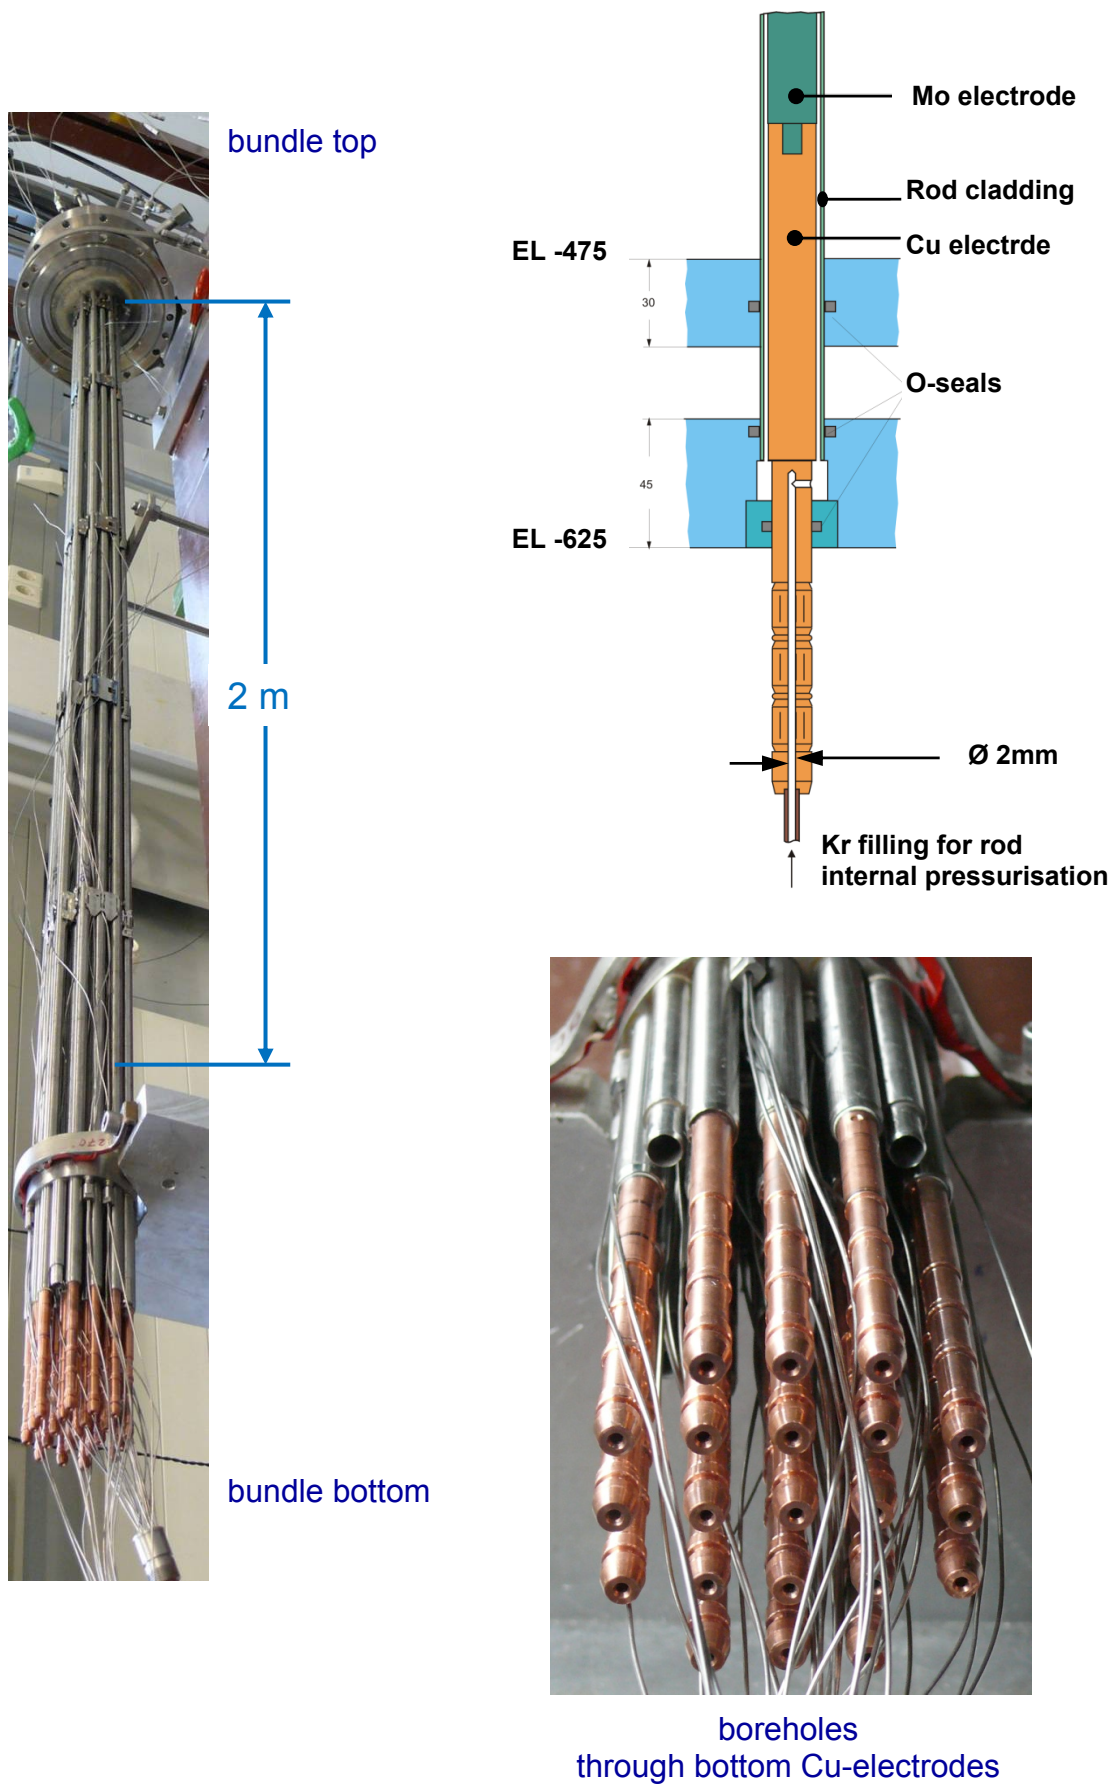 bundle top
2 m
bundle bottom
Mo electrode
Rod cladding
Cu electrde
EL -475
30
O-seals
45
EL -625
Ø 2mm
Kr filling for rod
internal pressurisation
boreholes
through bottom Cu-electrodes